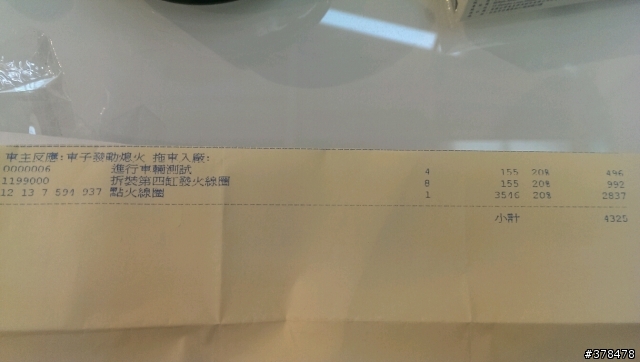 車主反應:車子發動熄火 拖車入廠:
0000006 進行車輛測試 4 155 20% 496
1199000 拆裝第四缸發火線圈 8 155 20% 992
12 13 7 594 937 點火線圈 1 3546 20% 2837
小計 4325
#378478